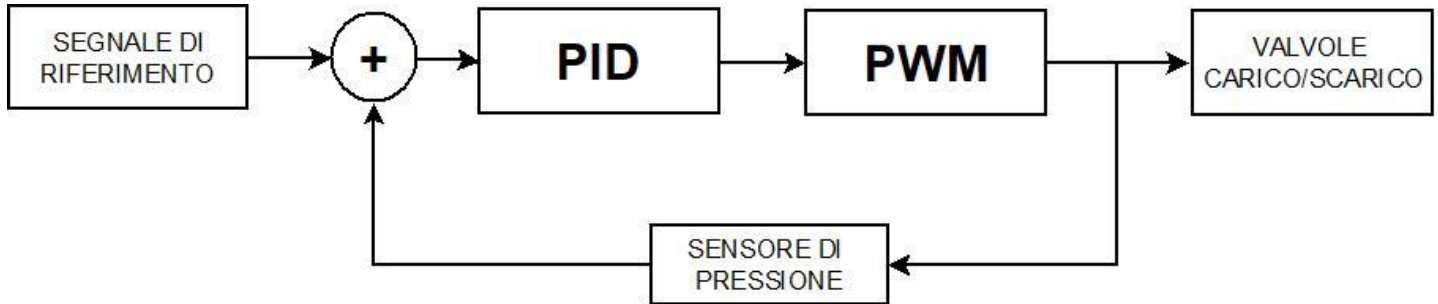 SEGNALE DI
RIFERIMENTO
+
PID
PWM
VALVOLE
CARICO/SCARICO
SENSORE DI
PRESSIONE